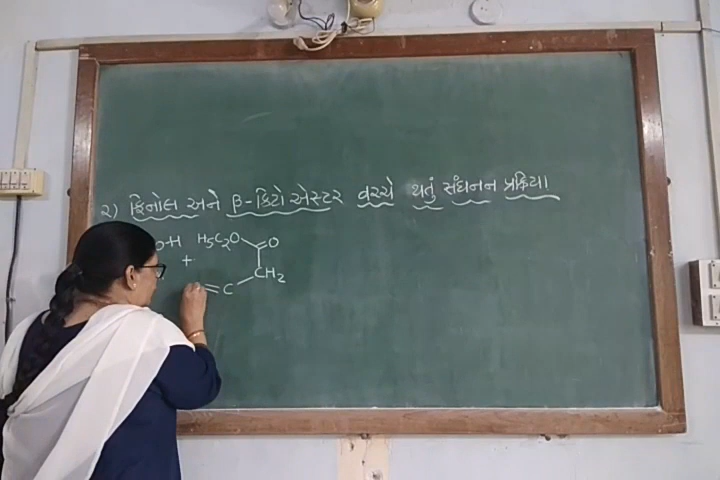 ૨) ફિનોલ અને β-કિટો એસ્ટર વચ્ચે થતું સંઘનન પ્રક્રિયા
OH H₅C₂O O
+
CH₂
=C